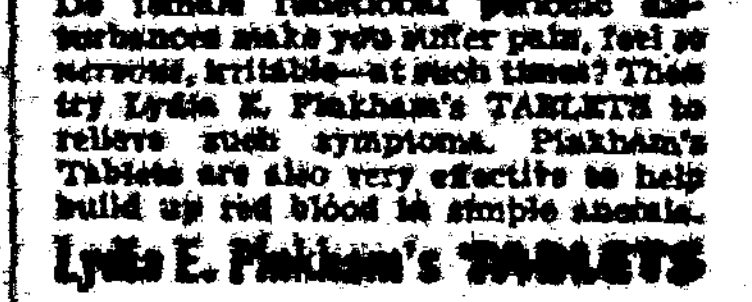 Do female functional periodic dis-
turbances make you suffer pain, feel so
nervous, irritable—at such times? Then
try Lydia E. Pinkham's TABLETS to
relieve such symptoms. Pinkham's
Tablets are also very effective to help
build up red blood in simple anemia.
Lydia E. Pinkham's TABLETS